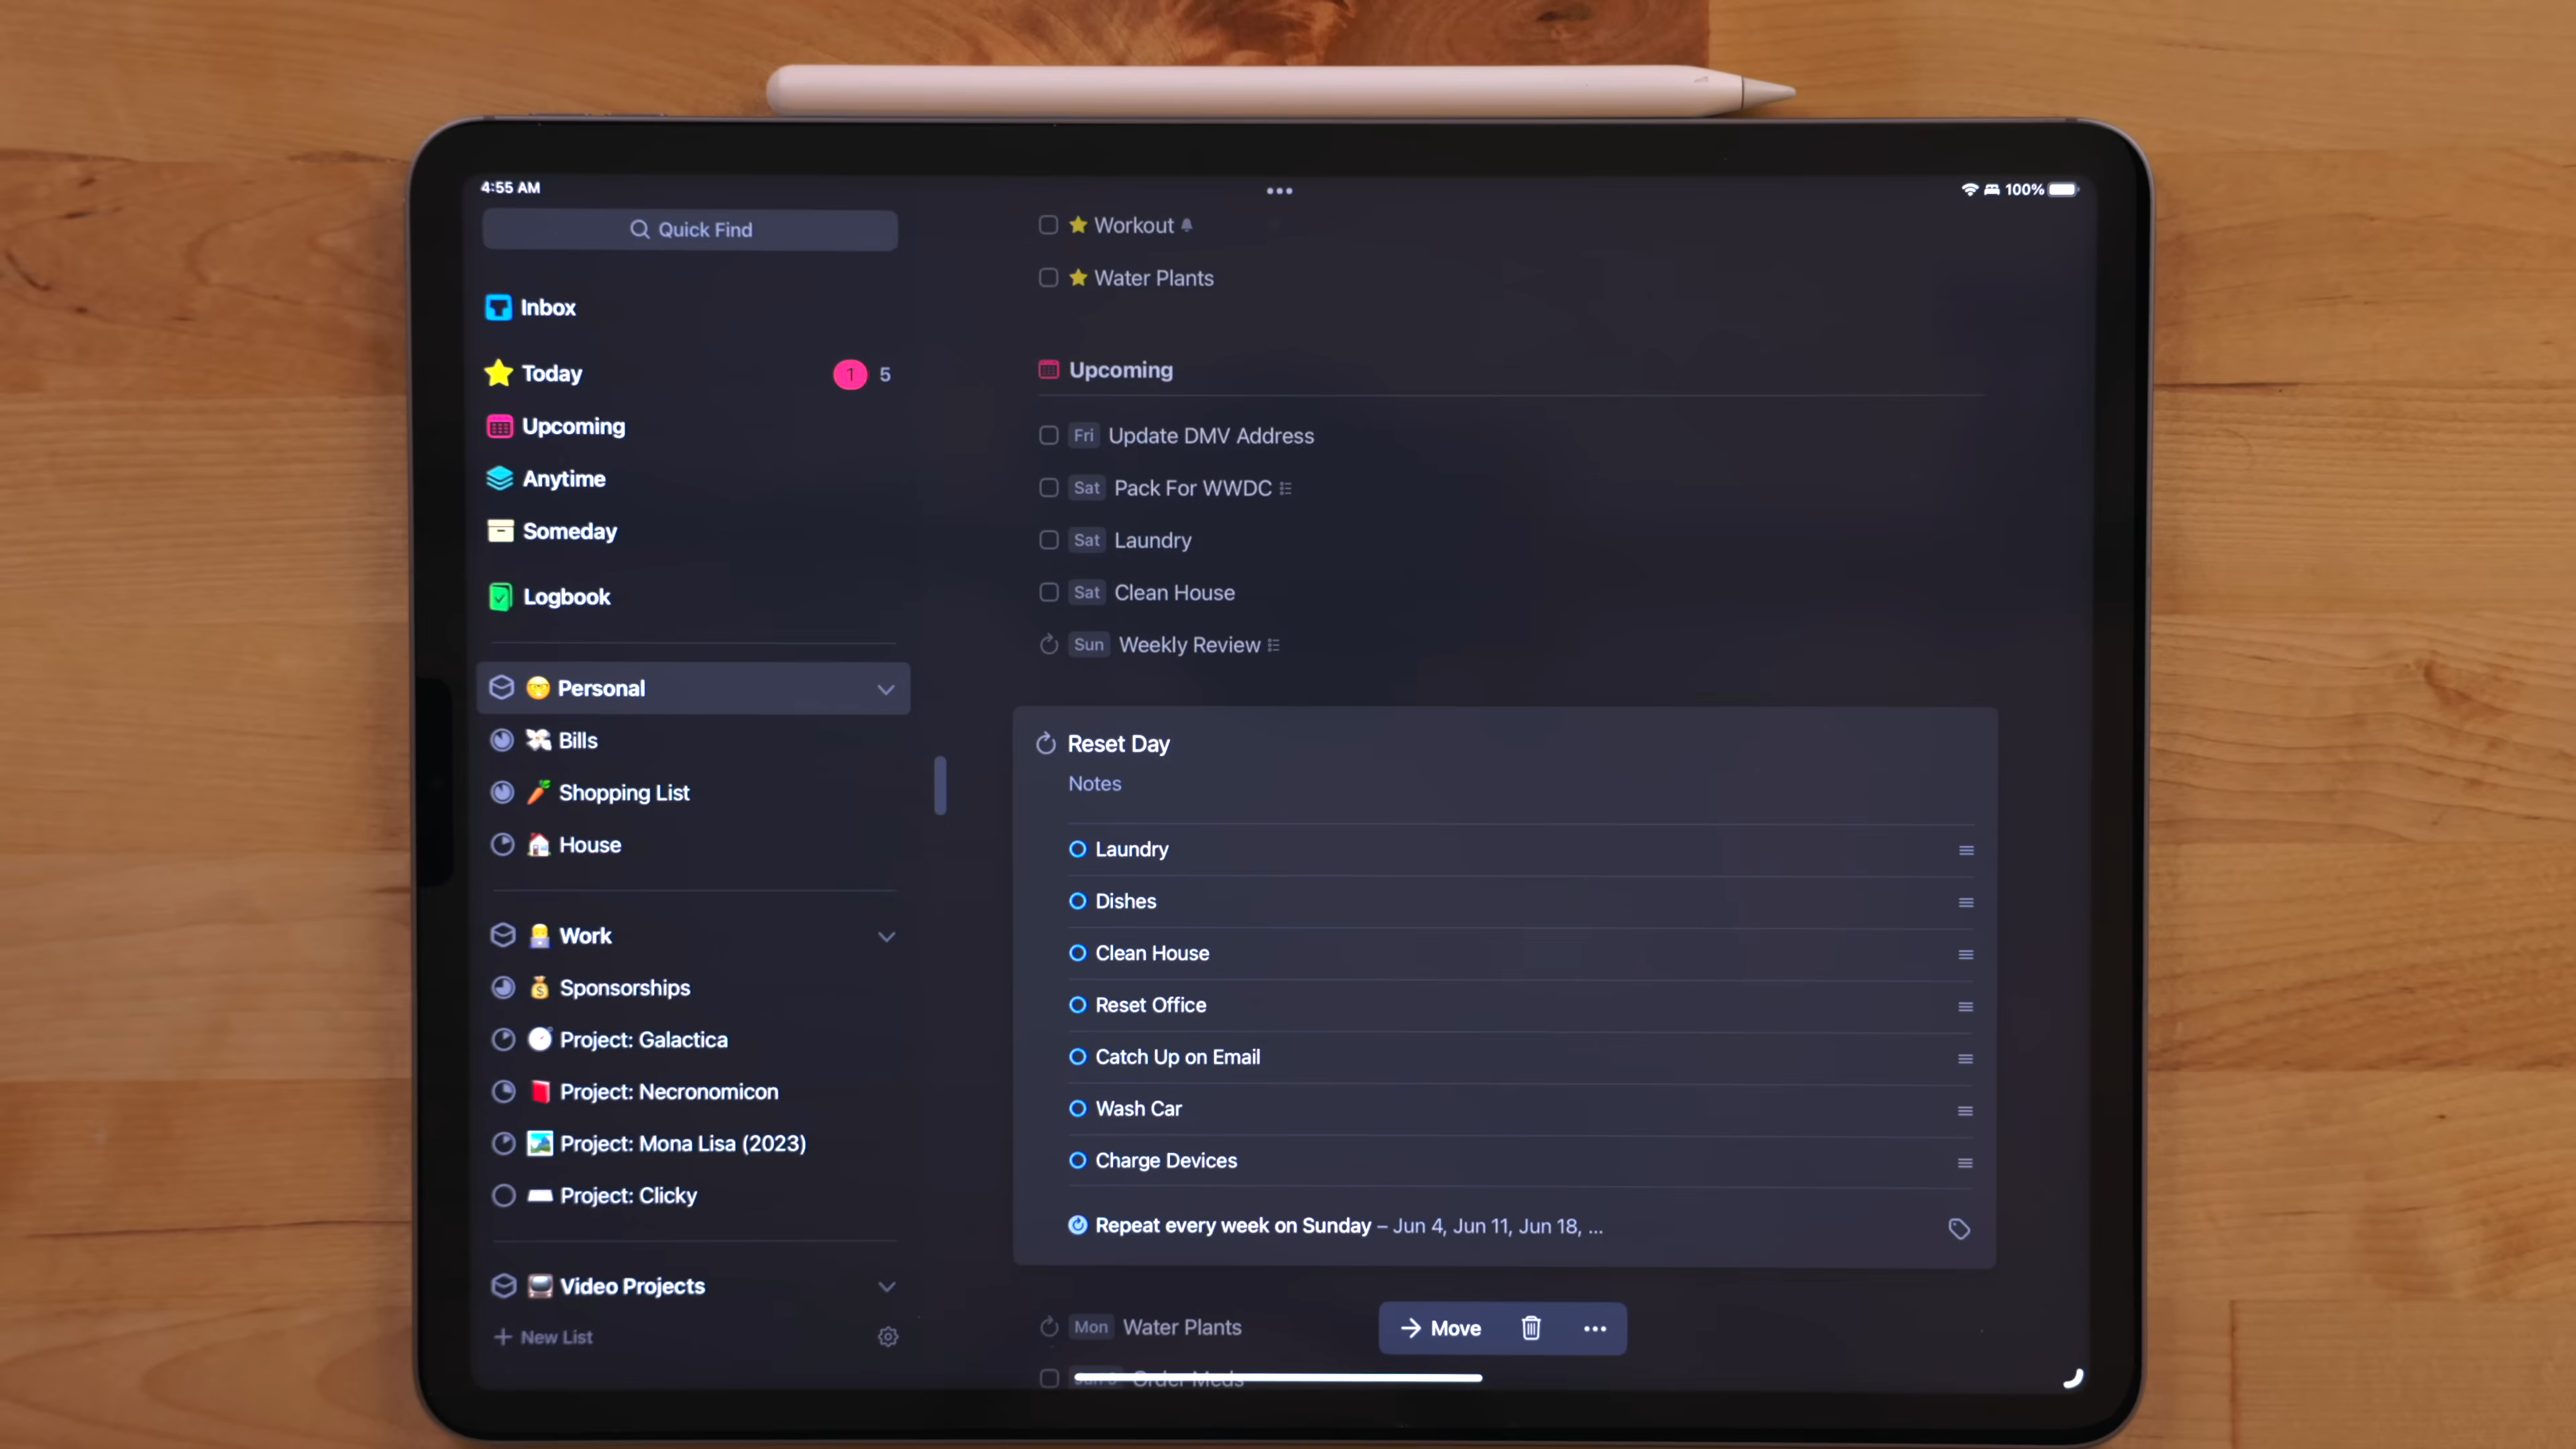 4:55 AM
100%
Quick Find
Inbox
Today 1 5
Upcoming
Anytime
Someday
Logbook
Personal
Bills
Shopping List
House
Work
Sponsorships
Project: Galactica
Project: Necronomicon
Project: Mona Lisa (2023)
Project: Clicky
Video Projects
New List
Workout
Water Plants
Upcoming
Fri Update DMV Address
Sat Pack For WWDC
Sat Laundry
Sat Clean House
Sun Weekly Review
Reset Day
Notes
Laundry
Dishes
Clean House
Reset Office
Catch Up on Email
Wash Car
Charge Devices
Repeat every week on Sunday – Jun 4, Jun 11, Jun 18, ...
Mon Water Plants
Move
Order Meds